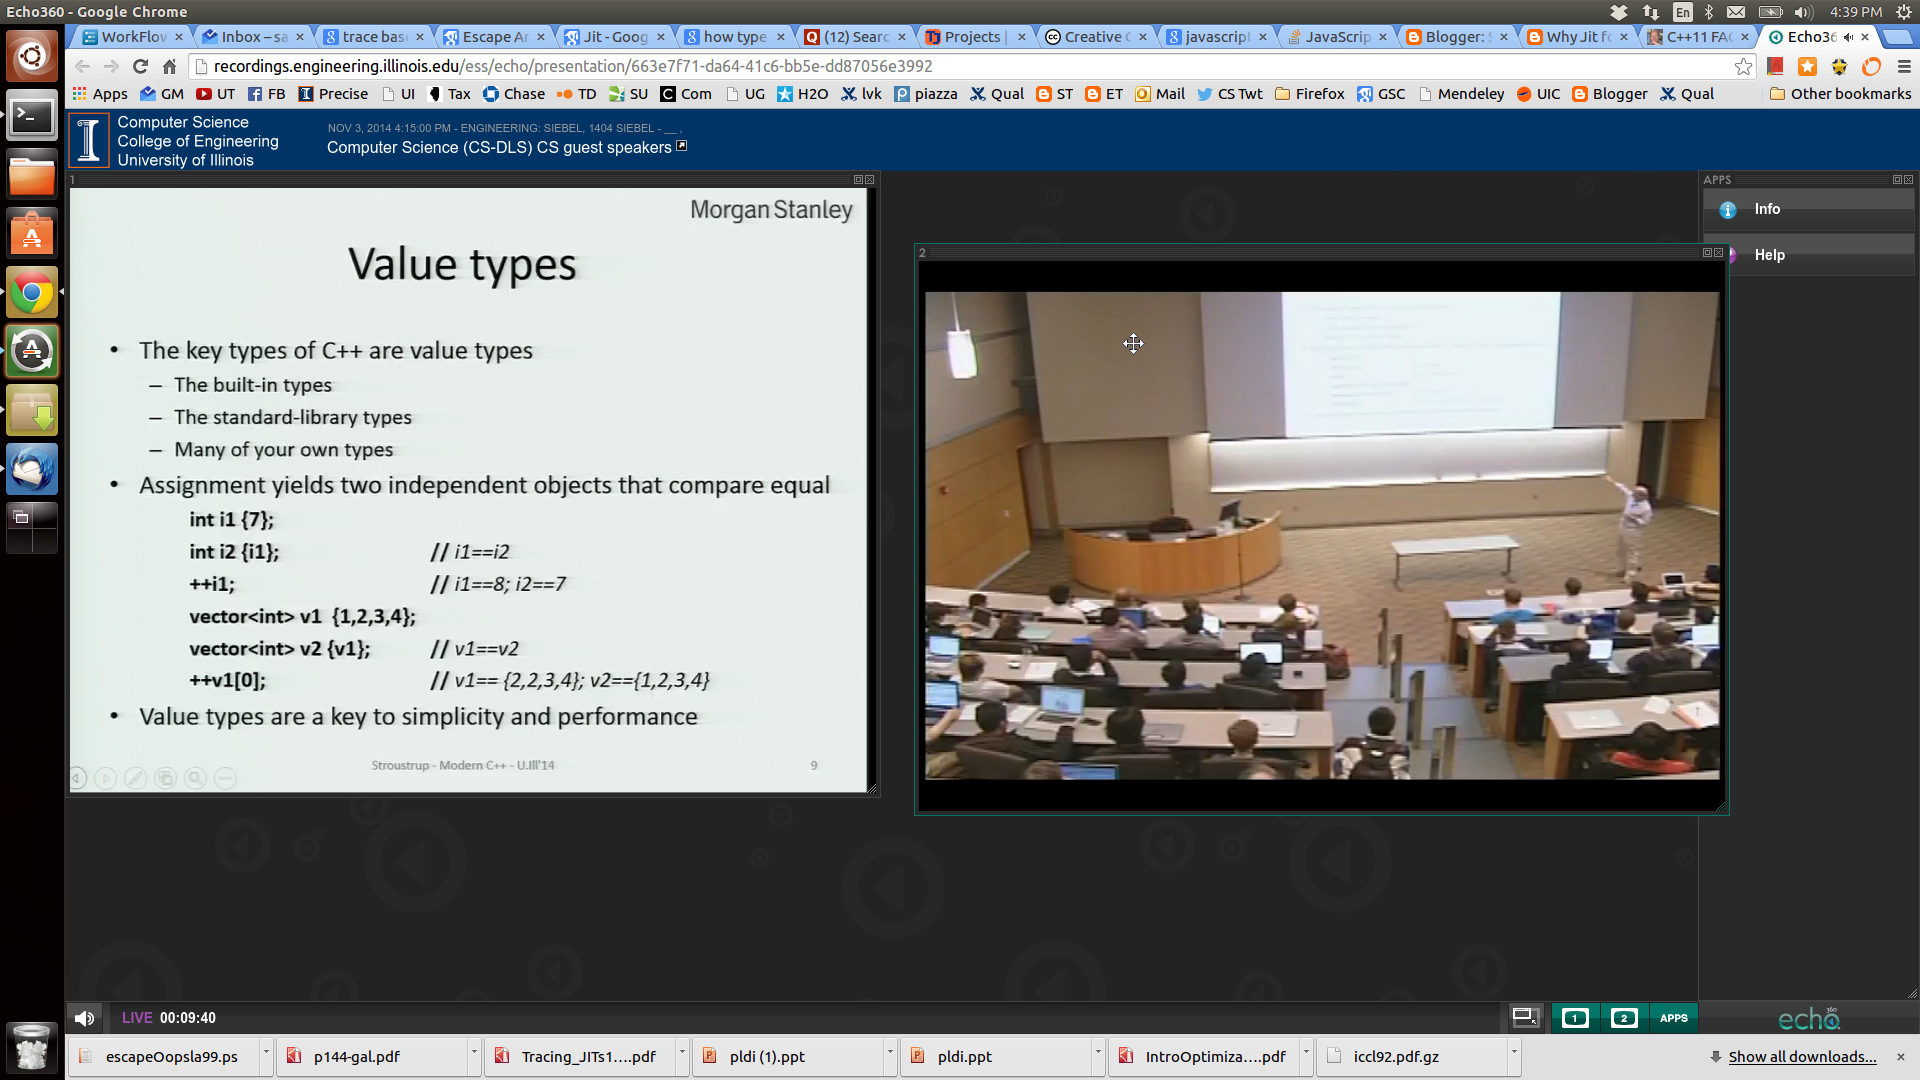 Echo360 - Google Chrome
En
4:39 PM
WorkFlow
Inbox – sa
trace base
Escape Ar
Jit - Goog
how type
(12) Searc
Projects |
Creative C
javascript
JavaScrip
Blogger: S
Why Jit fo
C++11 FAQ
Echo36
recordings.engineering.illinois.edu/ess/echo/presentation/663e7f71-da64-41c6-bb5e-dd87056e3992
Apps
GM
UT
FB
Precise
UI
Tax
Chase
TD
SU
Com
UG
H2O
lvk
piazza
Qual
ST
ET
Mail
CS Twt
Firefox
GSC
Mendeley
UIC
Blogger
Qual
Other bookmarks
Computer Science
College of Engineering
University of Illinois
NOV 3, 2014 4:15:00 PM - ENGINEERING: SIEBEL, 1404 SIEBEL - __ ,
Computer Science (CS-DLS) CS guest speakers
1
Morgan Stanley
Value types
• The key types of C++ are value types
– The built-in types
– The standard-library types
– Many of your own types
• Assignment yields two independent objects that compare equal
int i1 {7};
int i2 {i1}; // i1==i2
++i1; // i1==8; i2==7
vector<int> v1 {1,2,3,4};
vector<int> v2 {v1}; // v1==v2
++v1[0]; // v1== {2,2,3,4}; v2=={1,2,3,4}
• Value types are a key to simplicity and performance
Stroustrup - Modern C++ - U.Ill'14
9
2
APPS
Info
Help
LIVE 00:09:40
1
2
APPS
echo360
escapeOopsla99.ps
p144-gal.pdf
Tracing_JITs1....pdf
pldi (1).ppt
pldi.ppt
IntroOptimiza....pdf
iccl92.pdf.gz
Show all downloads...